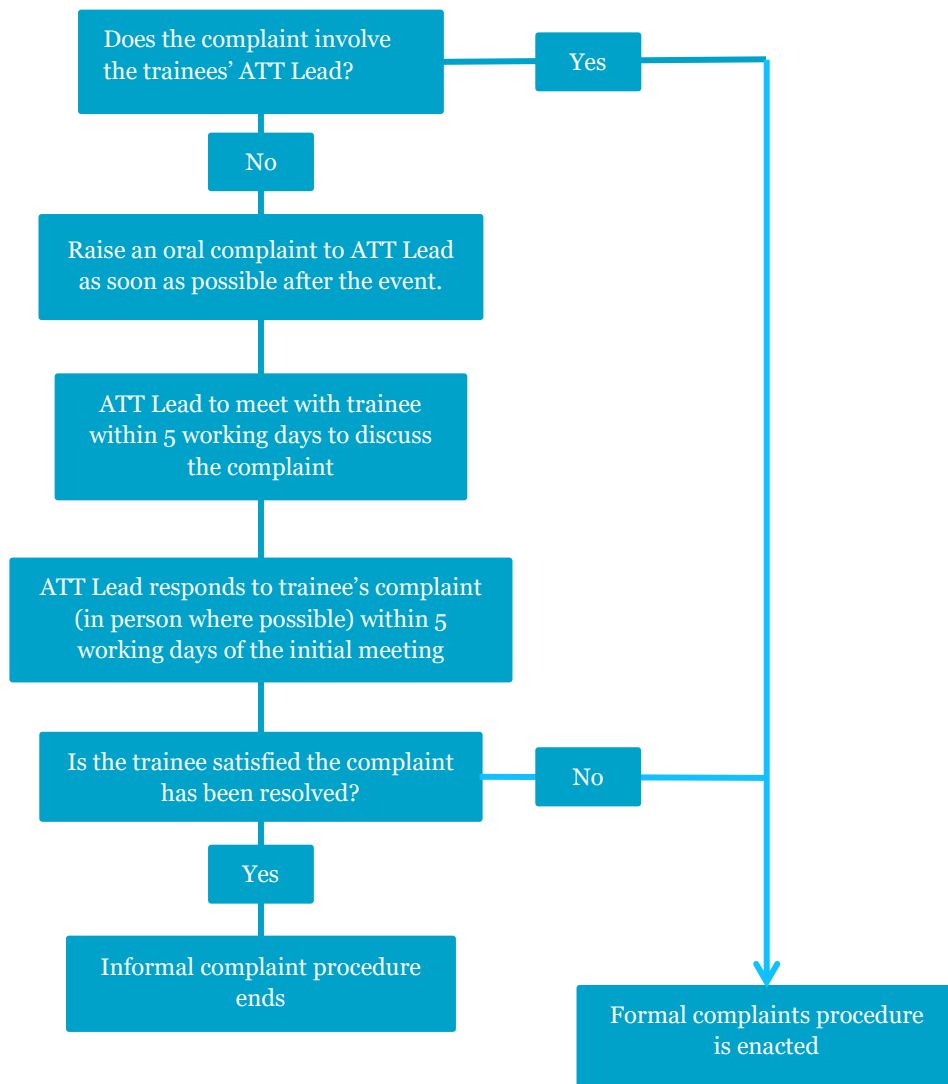 Does the complaint involve
the trainees’ ATT Lead?
Yes
No
Raise an oral complaint to ATT Lead
as soon as possible after the event.
ATT Lead to meet with trainee
within 5 working days to discuss
the complaint
ATT Lead responds to trainee’s complaint
(in person where possible) within 5
working days of the initial meeting
Is the trainee satisfied the complaint
has been resolved?
No
Yes
Informal complaint procedure
ends
Formal complaints procedure
is enacted